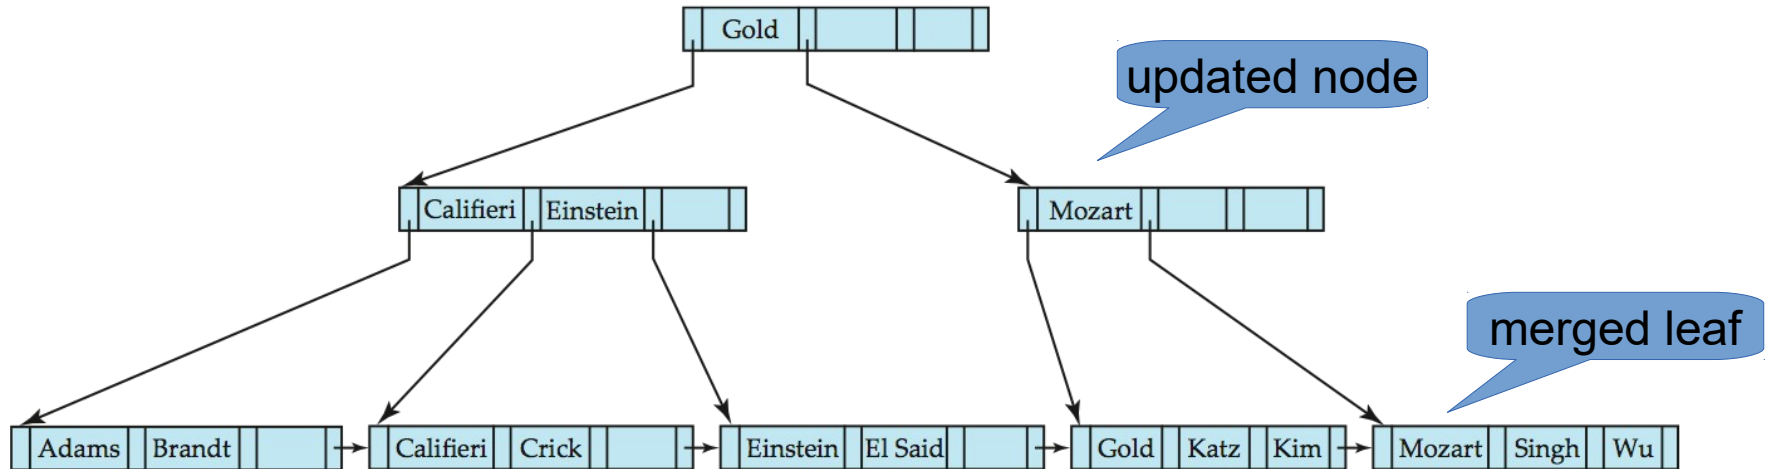 Gold
updated node
Califieri Einstein
Mozart
merged leaf
Adams Brandt
Califieri Crick
Einstein El Said
Gold Katz Kim
Mozart Singh Wu